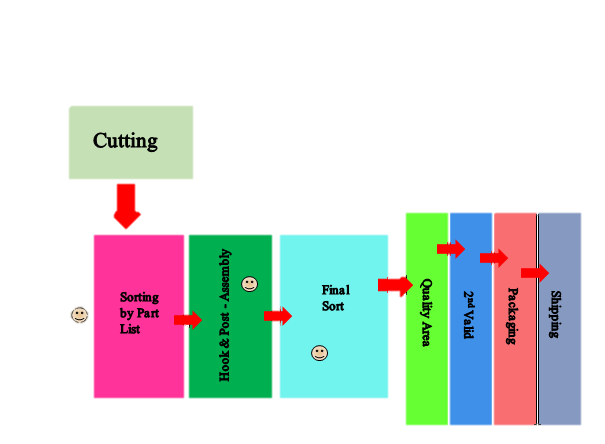 Cutting
Sorting
by Part
List
Hook & Post - Assembly
Final
Sort
Quality Area
2nd Valid
Packaging
Shipping